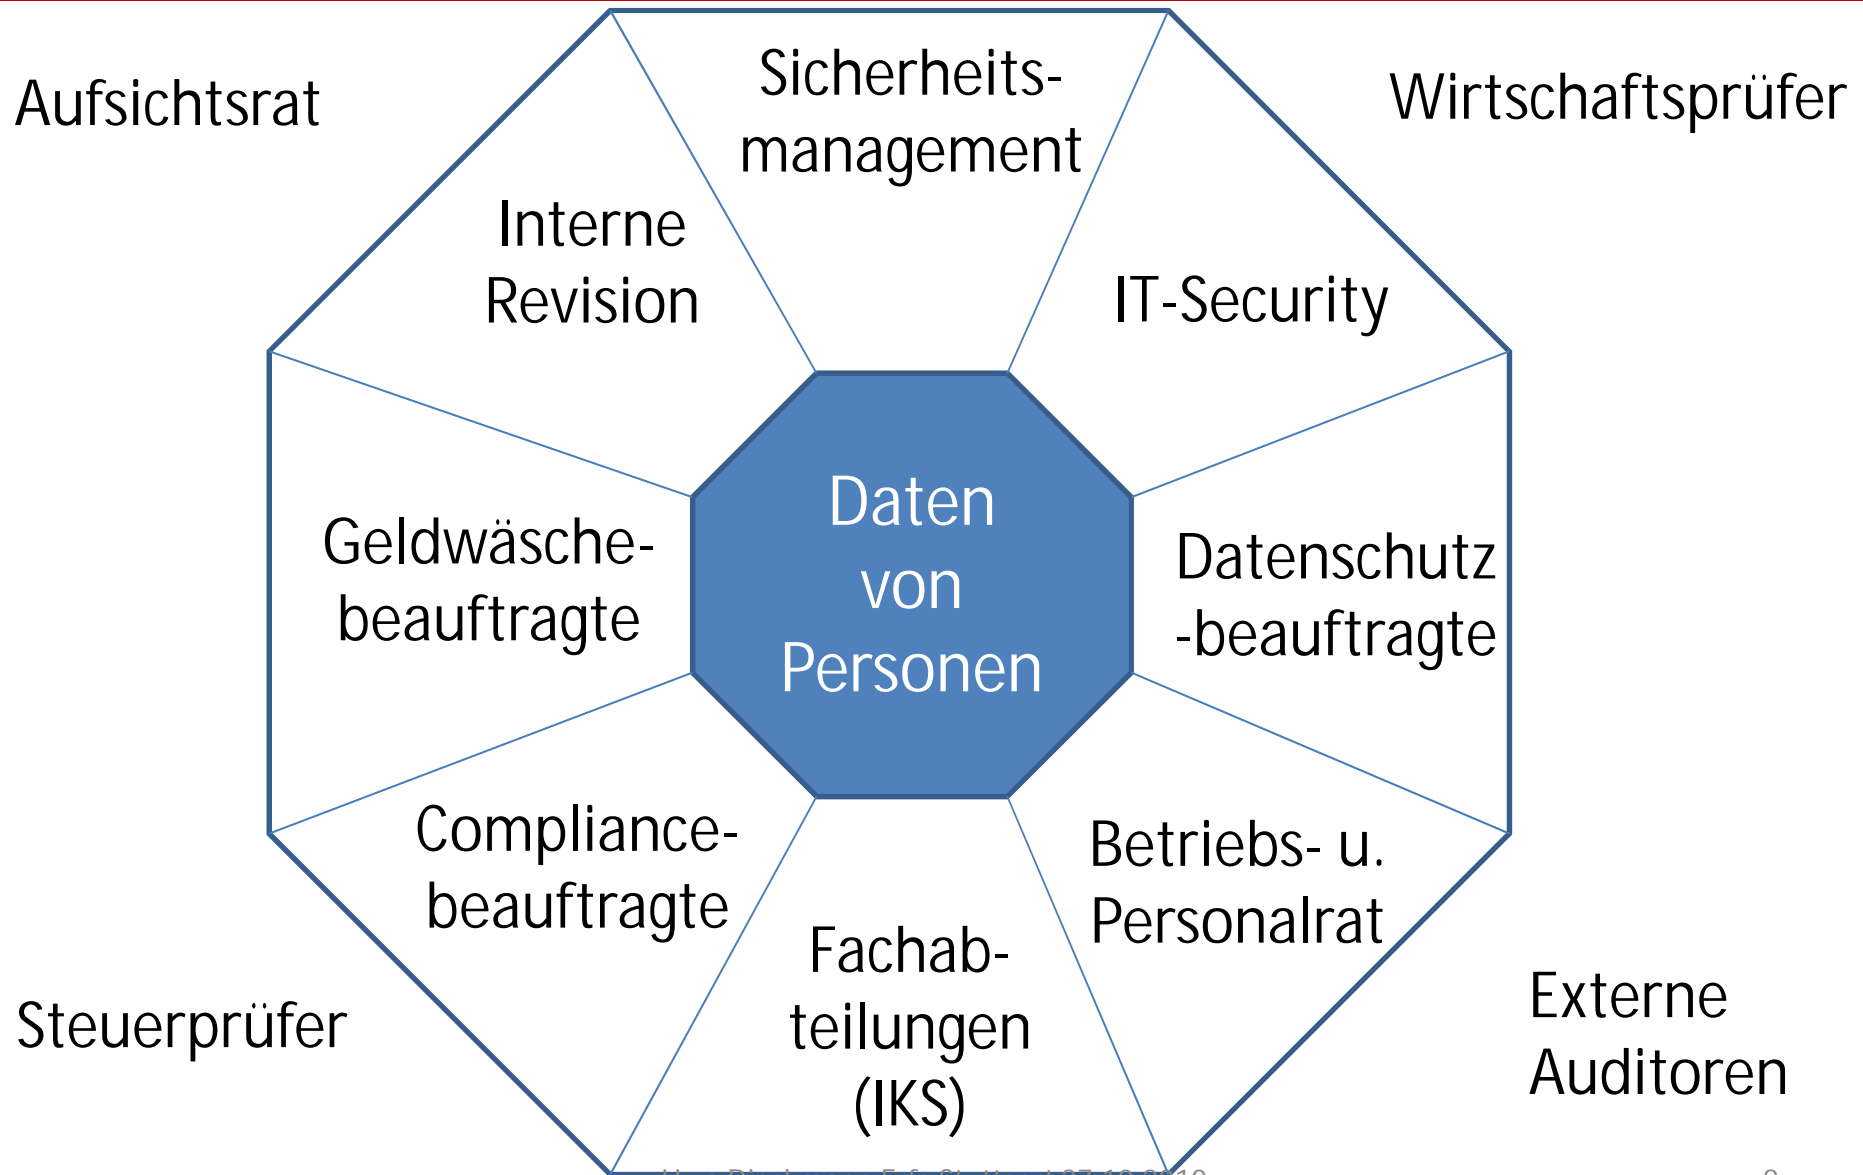 Aufsichtsrat
Sicherheits-
management
Wirtschaftsprüfer
Interne
Revision
IT-Security
Geldwäsche-
beauftragte
Daten
von
Personen
Datenschutz
-beauftragte
Compliance-
beauftragte
Fachab-
teilungen
(IKS)
Betriebs- u.
Personalrat
Steuerprüfer
Externe
Auditoren